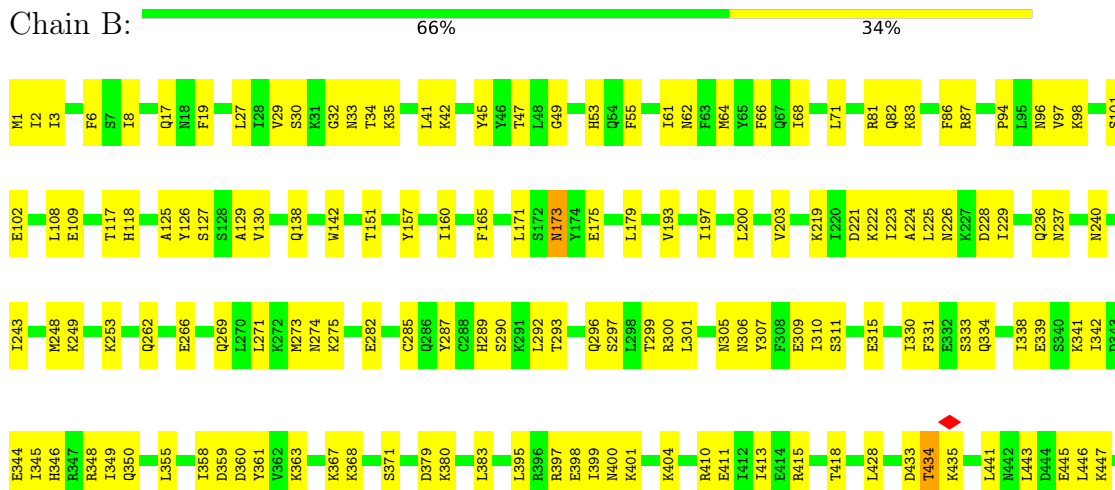 Chain B:
66% 34%
M1 I2 I3 F6 S7 I8 Q17 N18 F19 L27 I28 V29 S30 K31 G32 N33 T34 K35 L41 K42 Y45 Y46 T47 L48 G49 H53 Q54 F55 I61 N62 F63 M64 Y65 F66 Q67 I68 L71 R81 Q82 K83 F86 R87 P94 L95 N96 V97 K98 S101
E102 L108 E109 T117 H118 A125 Y126 S127 S128 A129 V130 Q138 W142 T151 Y157 I160 F165 L171 S172 N173 Y174 E175 L179 V193 I197 L200 V203 K219 I220 D221 K222 I223 A224 L225 N226 K227 D228 I229 Q236 N237 N240
I243 M248 K249 K253 Q262 E266 Q269 L270 L271 K272 M273 N274 K275 E282 C285 Q286 Y287 C288 H289 S290 K291 L292 T293 Q296 S297 L298 T299 R300 L301 N305 N306 Y307 F308 E309 I310 S311 E315 I330 F331 E332 S333 Q334 I338 E339 S340 K341 I342 D343
E344 I345 H346 R347 R348 I349 Q350 L355 I358 D359 D360 Y361 V362 K363 K367 K368 S371 D379 K380 L383 L395 R396 R397 E398 I399 N400 K401 K404 R410 E411 I412 I413 E414 R415 T418 L428 D433 T434 K435 L441 N442 L443 D444 E445 L446 K447